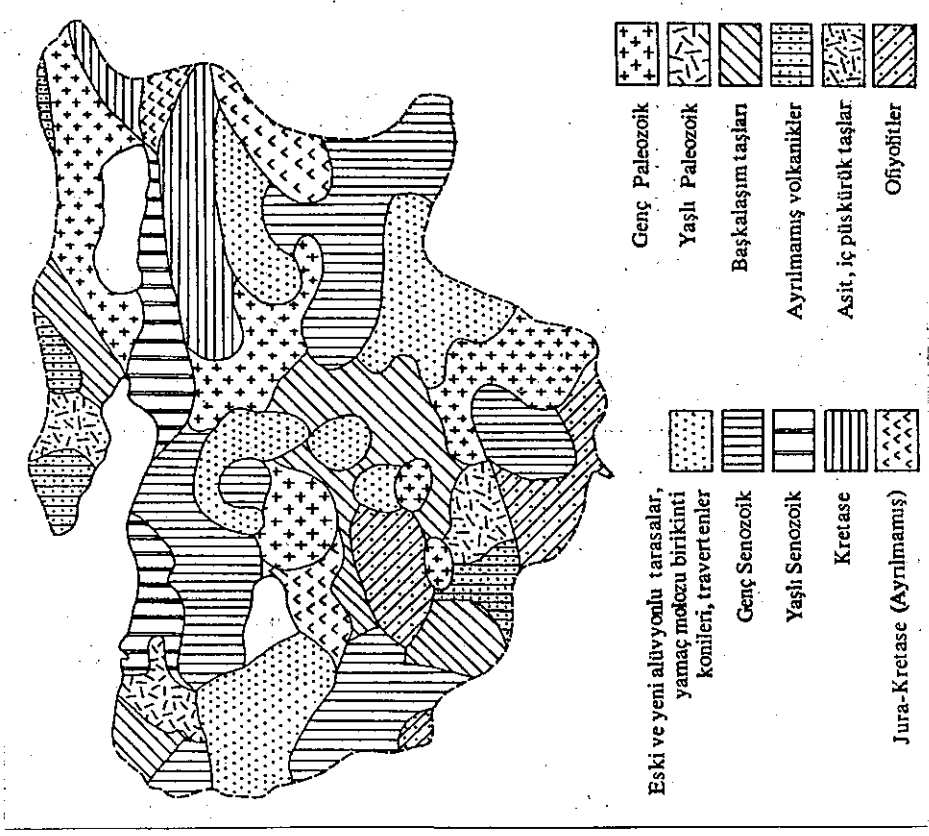 Eski ve yeni alüvyonlu tarasalar,
yamaç molozu birikinti
konileri, travertenler
Genç Senozoik
Yaşlı Senozoik
Kretase
Jura-Kretase (Ayrılmamış)
Genç Paleozoik
Yaşlı Paleozoik
Başkalaşım taşları
Ayrılmamış volkanikler
Asit, iç püskürük taşlar
Ofiyolitler